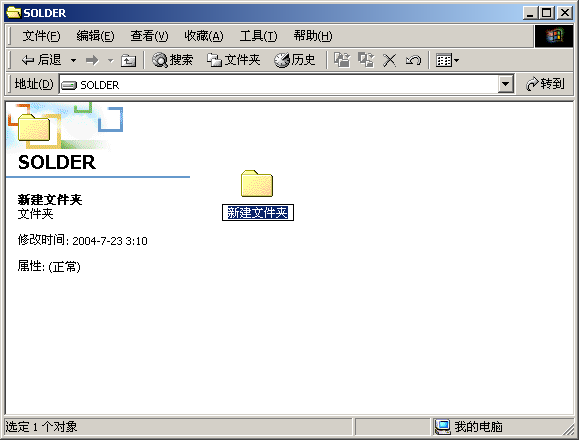 SOLDER
文件(F) 编辑(E) 查看(V) 收藏(A) 工具(T) 帮助(H)
后退 搜索 文件夹 历史
地址(D) SOLDER 转到
SOLDER
新建文件夹
文件夹
修改时间: 2004-7-23 3:10
属性: (正常)
新建文件夹
选定 1 个对象 我的电脑